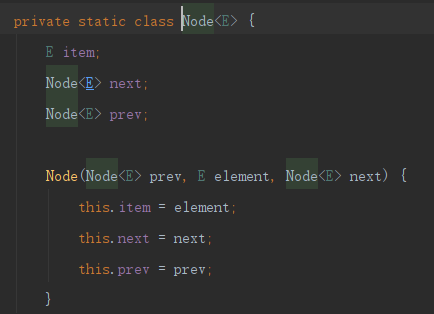 private static class Node<E> {
E item;
Node<E> next;
Node<E> prev;
Node(Node<E> prev, E element, Node<E> next) {
this.item = element;
this.next = next;
this.prev = prev;
}